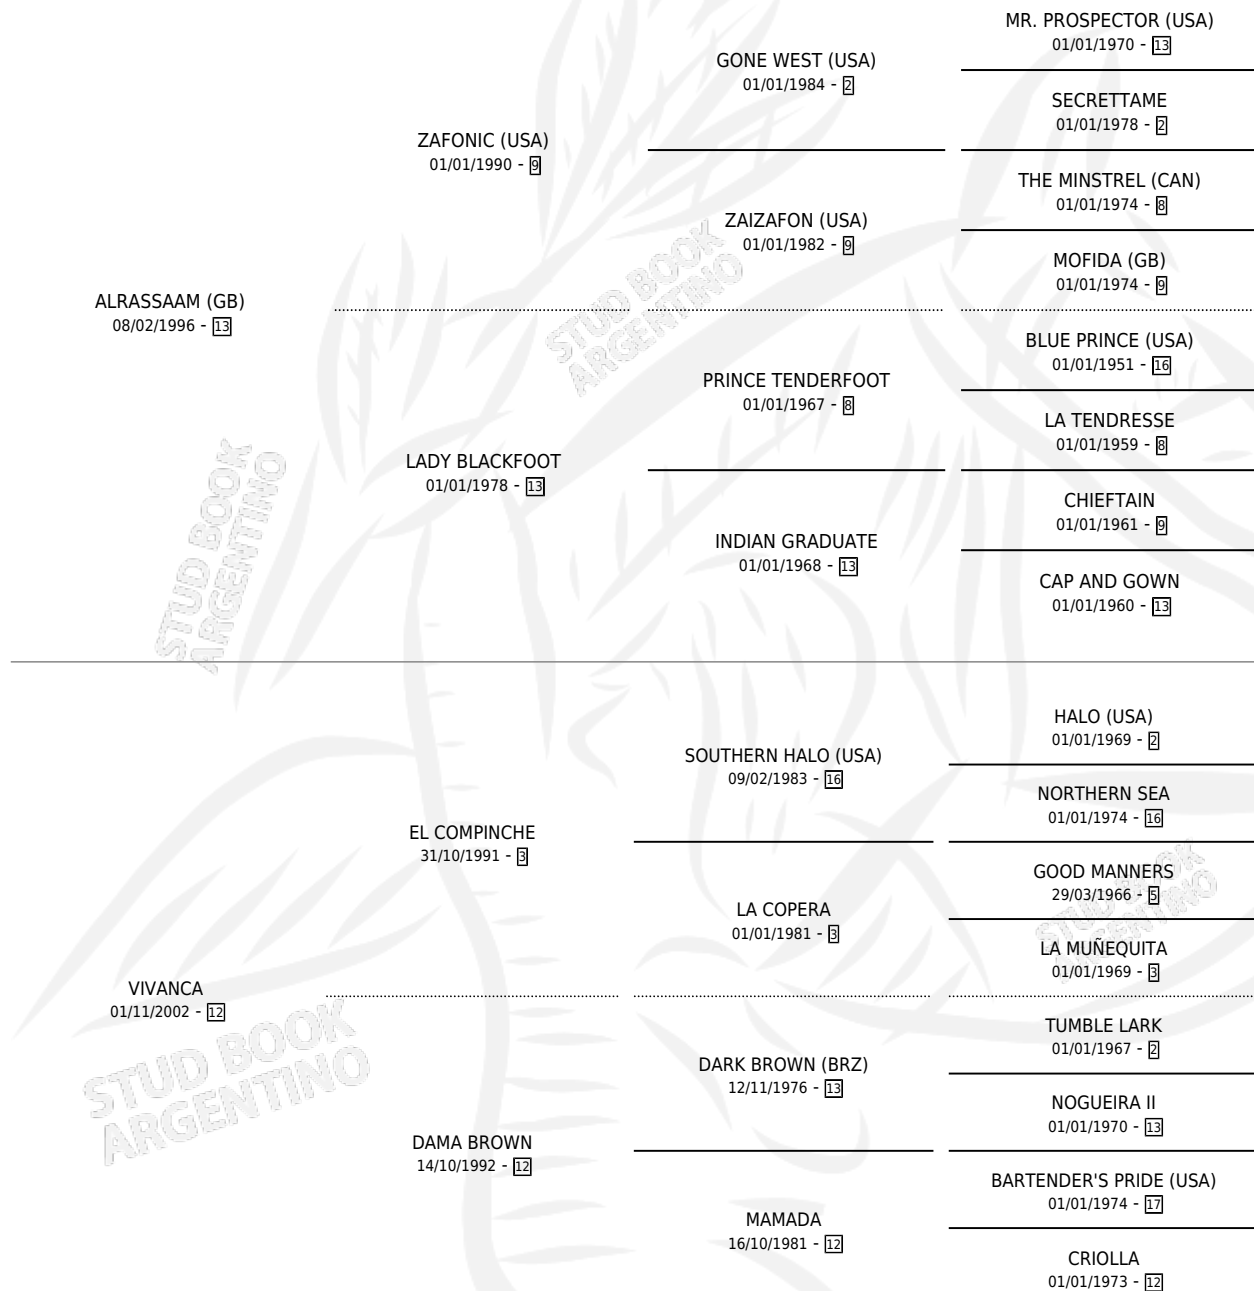 MR. PROSPECTOR (USA)
01/01/1970 - 13
GONE WEST (USA)
01/01/1984 - 2
SECRETTAME
01/01/1978 - 2
ZAFONIC (USA)
01/01/1990 - 9
THE MINSTREL (CAN)
01/01/1974 - 8
ZAIZAFON (USA)
01/01/1982 - 9
MOFIDA (GB)
01/01/1974 - 9
ALRASSAAM (GB)
08/02/1996 - 13
STUD BOOK
ARGENTINO
BLUE PRINCE (USA)
01/01/1951 - 16
PRINCE TENDERFOOT
01/01/1967 - 8
LA TENDRESSE
01/01/1959 - 8
LADY BLACKFOOT
01/01/1978 - 13
CHIEFTAIN
01/01/1961 - 9
INDIAN GRADUATE
01/01/1968 - 13
CAP AND GOWN
01/01/1960 - 13
STUD BOOK
ARGENTINO
HALO (USA)
01/01/1969 - 2
SOUTHERN HALO (USA)
09/02/1983 - 16
NORTHERN SEA
01/01/1974 - 16
EL COMPINCHE
31/10/1991 - 3
GOOD MANNERS
29/03/1966 - 5
LA COPERA
01/01/1981 - 3
LA MUÑEQUITA
01/01/1969 - 3
STUD BOOK
ARGENTINO
VIVANCA
01/11/2002 - 12
TUMBLE LARK
01/01/1967 - 2
DARK BROWN (BRZ)
12/11/1976 - 13
NOGUEIRA II
01/01/1970 - 13
STUD BOOK
ARGENTINO
DAMA BROWN
14/10/1992 - 12
BARTENDER'S PRIDE (USA)
01/01/1974 - 17
MAMADA
16/10/1981 - 12
CRIOLLA
01/01/1973 - 12